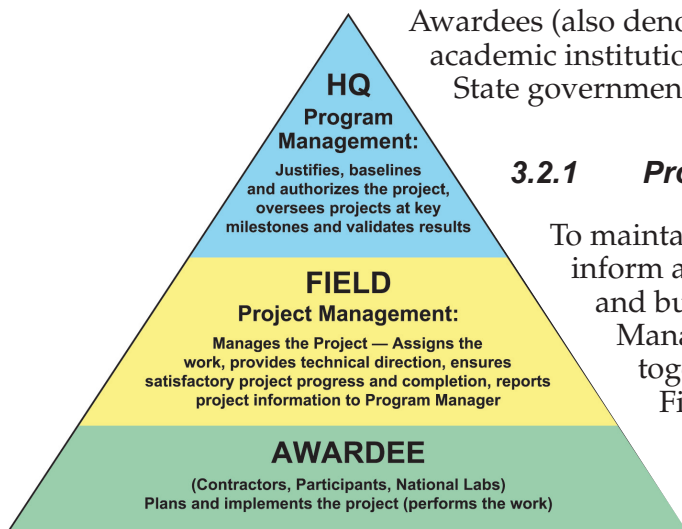 Awardees (also deno
academic institutio
State government
HQ
Program
Management:
Justifies, baselines
and authorizes the project,
oversees projects at key
milestones and validates results
3.2.1 Pro
To mainta
inform a
and bu
Mana
tog
Fi
FIELD
Project Management:
Manages the Project — Assigns the
work, provides technical direction, ensures
satisfactory project progress and completion, reports
project information to Program Manager
AWARDEE
(Contractors, Participants, National Labs)
Plans and implements the project (performs the work)